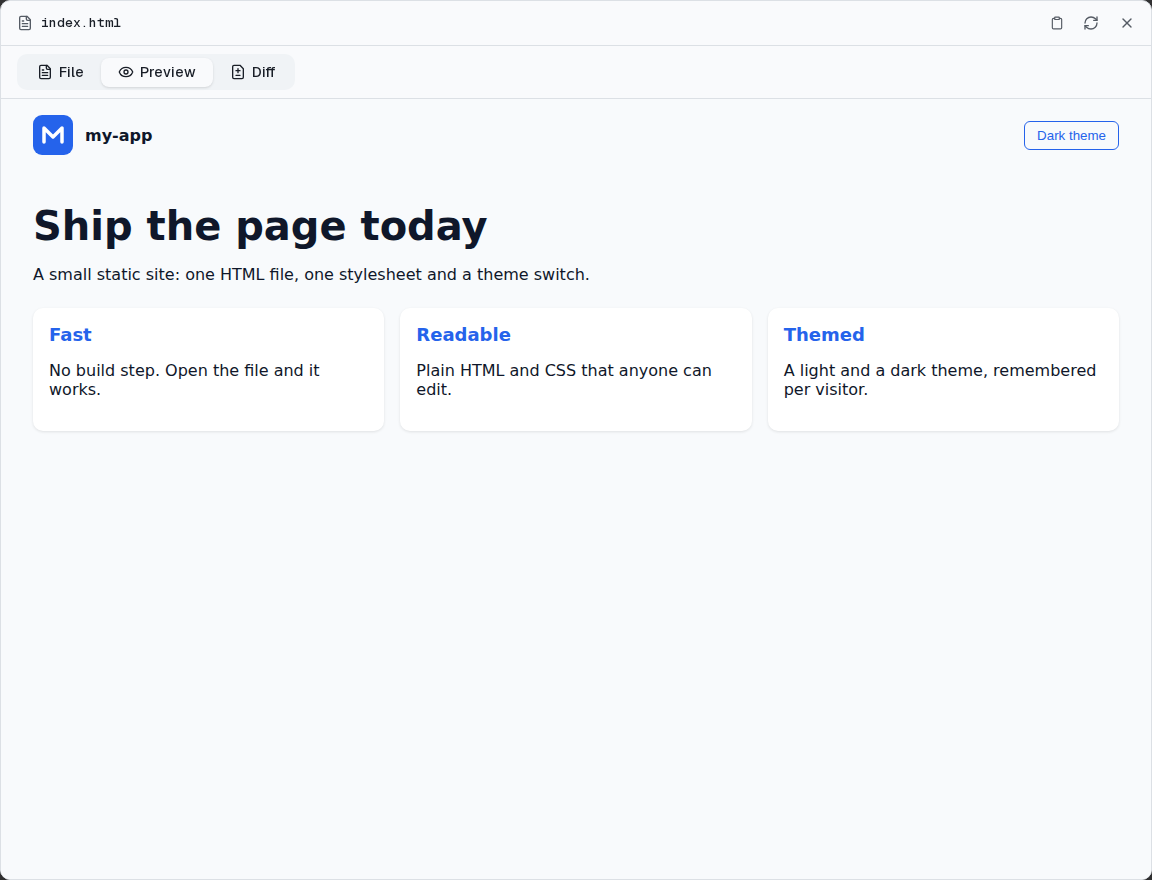 index.html
File
Preview
Diff
M
my-app
Dark theme
Ship the page today
A small static site: one HTML file, one stylesheet and a theme switch.
Fast
No build step. Open the file and it
works.
Readable
Plain HTML and CSS that anyone can
edit.
Themed
A light and a dark theme, remembered
per visitor.